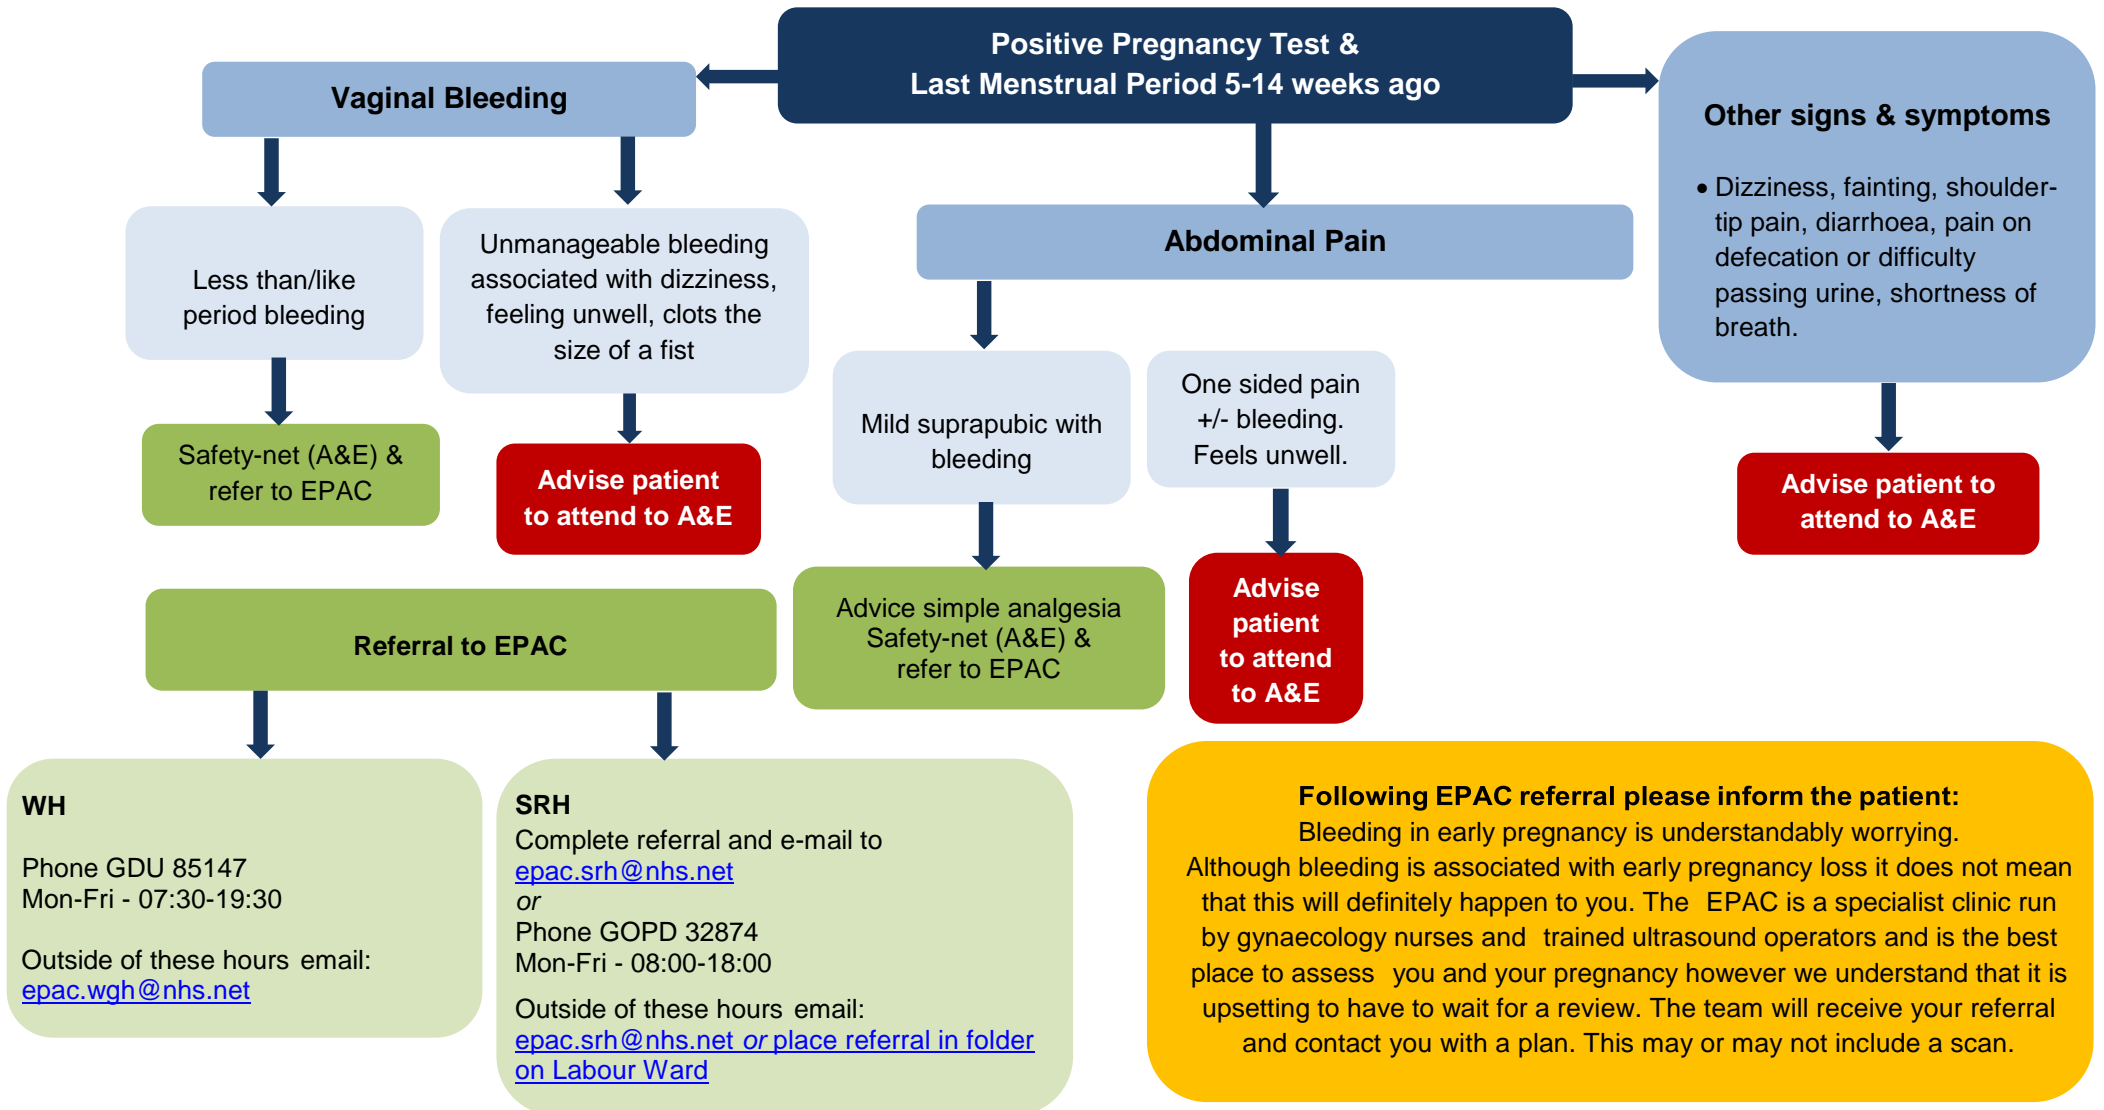 Positive Pregnancy Test &
Last Menstrual Period 5-14 weeks ago
Vaginal Bleeding
Less than/like
period bleeding
Safety-net (A&E) &
refer to EPAC
Unmanageable bleeding
associated with dizziness,
feeling unwell, clots the
size of a fist
Advise patient
to attend to A&E
Abdominal Pain
Mild suprapubic with
bleeding
Advice simple analgesia
Safety-net (A&E) &
refer to EPAC
One sided pain
+/- bleeding.
Feels unwell.
Advise
patient
to attend
to A&E
Other signs & symptoms
• Dizziness, fainting, shoulder-
tip pain, diarrhoea, pain on
defecation or difficulty
passing urine, shortness of
breath.
Advise patient to
attend to A&E
Referral to EPAC
WH
Phone GDU 85147
Mon-Fri - 07:30-19:30
Outside of these hours email:
epac.wgh@nhs.net
SRH
Complete referral and e-mail to
epac.srh@nhs.net
or
Phone GOPD 32874
Mon-Fri - 08:00-18:00
Outside of these hours email:
epac.srh@nhs.net or place referral in folder
on Labour Ward
Following EPAC referral please inform the patient:
Bleeding in early pregnancy is understandably worrying.
Although bleeding is associated with early pregnancy loss it does not mean
that this will definitely happen to you. The EPAC is a specialist clinic run
by gynaecology nurses and trained ultrasound operators and is the best
place to assess you and your pregnancy however we understand that it is
upsetting to have to wait for a review. The team will receive your referral
and contact you with a plan. This may or may not include a scan.